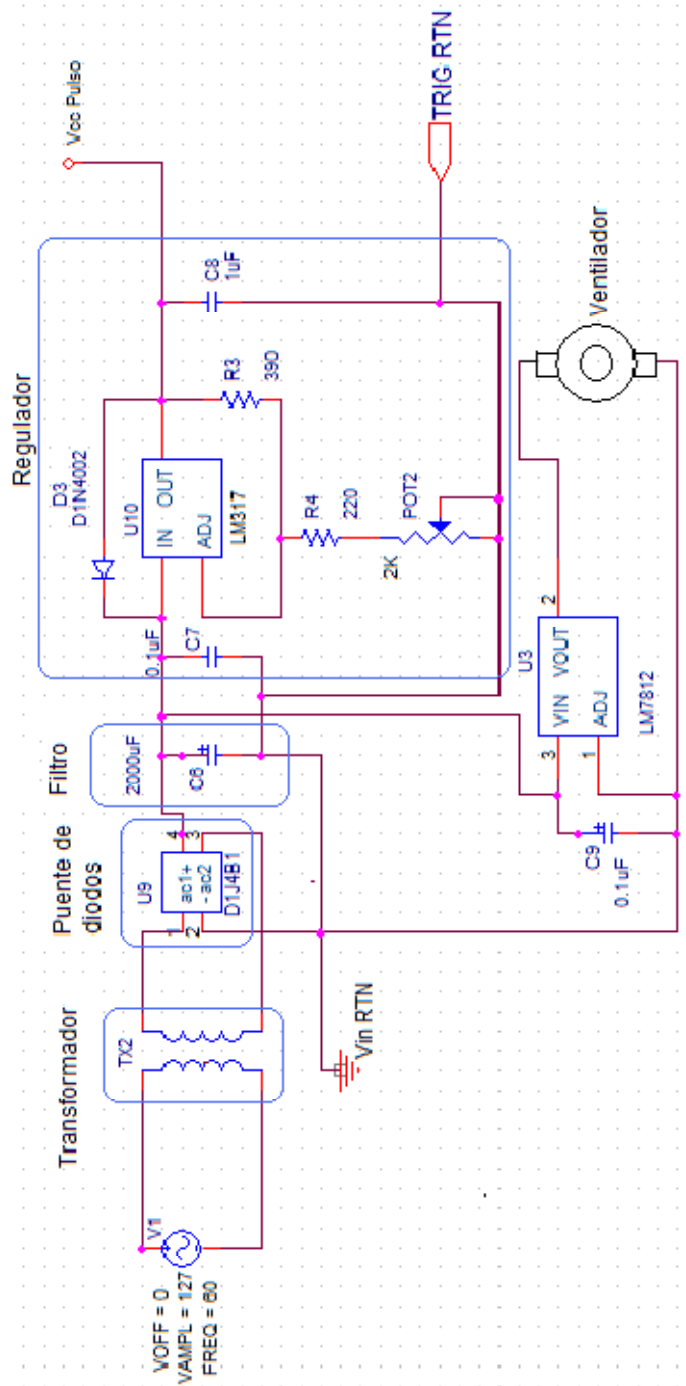 VOFF = 0
VAMPL = 127
FREQ = 60
V1
Transformador
TX2
Puente de
diodos
U9
1
2
ac1+
- ac2
4
3
D1J4B1
Vin RTN
Filtro
2000uF
C6
Regulador
D3
D1N4002
U10
IN OUT
ADJ
LM317
0.1uF
C7
R3
390
R4
220
POT2
2K
C8
1uF
Vcc Pulso
TRIG RTN
C9
0.1uF
U3
3
VIN VOUT
2
1
ADJ
LM7812
Ventilador